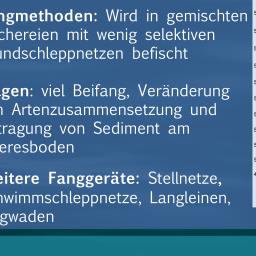 ngmethoden: Wird in gemischten
chereien mit wenig selektiven
undschleppnetzen befischt
gen: viel Beifang, Veränderung
n Artenzusammensetzung und
tragung von Sediment am
eresboden
eitere Fanggeräte: Stellnetze,
hwimmschleppnetze, Langleinen,
gwaden